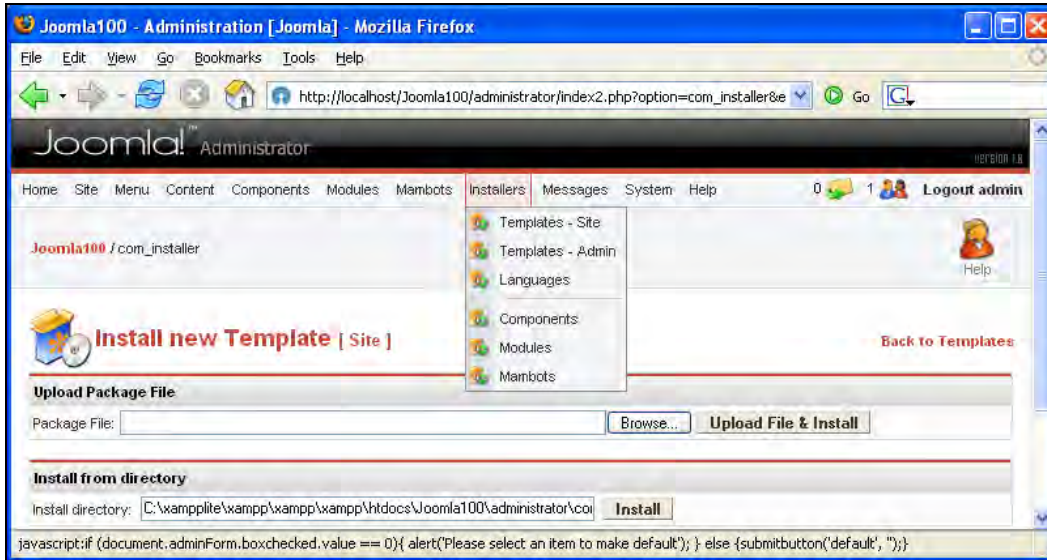 Joomla100 - Administration [Joomla] - Mozilla Firefox
File Edit View Go Bookmarks Tools Help
http://localhost/Joomla100/administrator/index2.php?option=com_installer&e Go G
Joomla!™ Administrator
version 1.0
Home Site Menu Content Components Modules Mambots Installers Messages System Help 0 1 Logout admin
Templates - Site
Templates - Admin
Languages
Components
Modules
Mambots
Joomla100 / com_installer
Help
Install new Template [ Site ]
Back to Templates
Upload Package File
Package File: Browse... Upload File & Install
Install from directory
Install directory: C:\xampplite\xampp\xampp\htdocs\Joomla100\administrator\co Install
javascript:if (document.adminForm.boxchecked.value == 0){ alert('Please select an item to make default'); } else {submitbutton('default', '');}